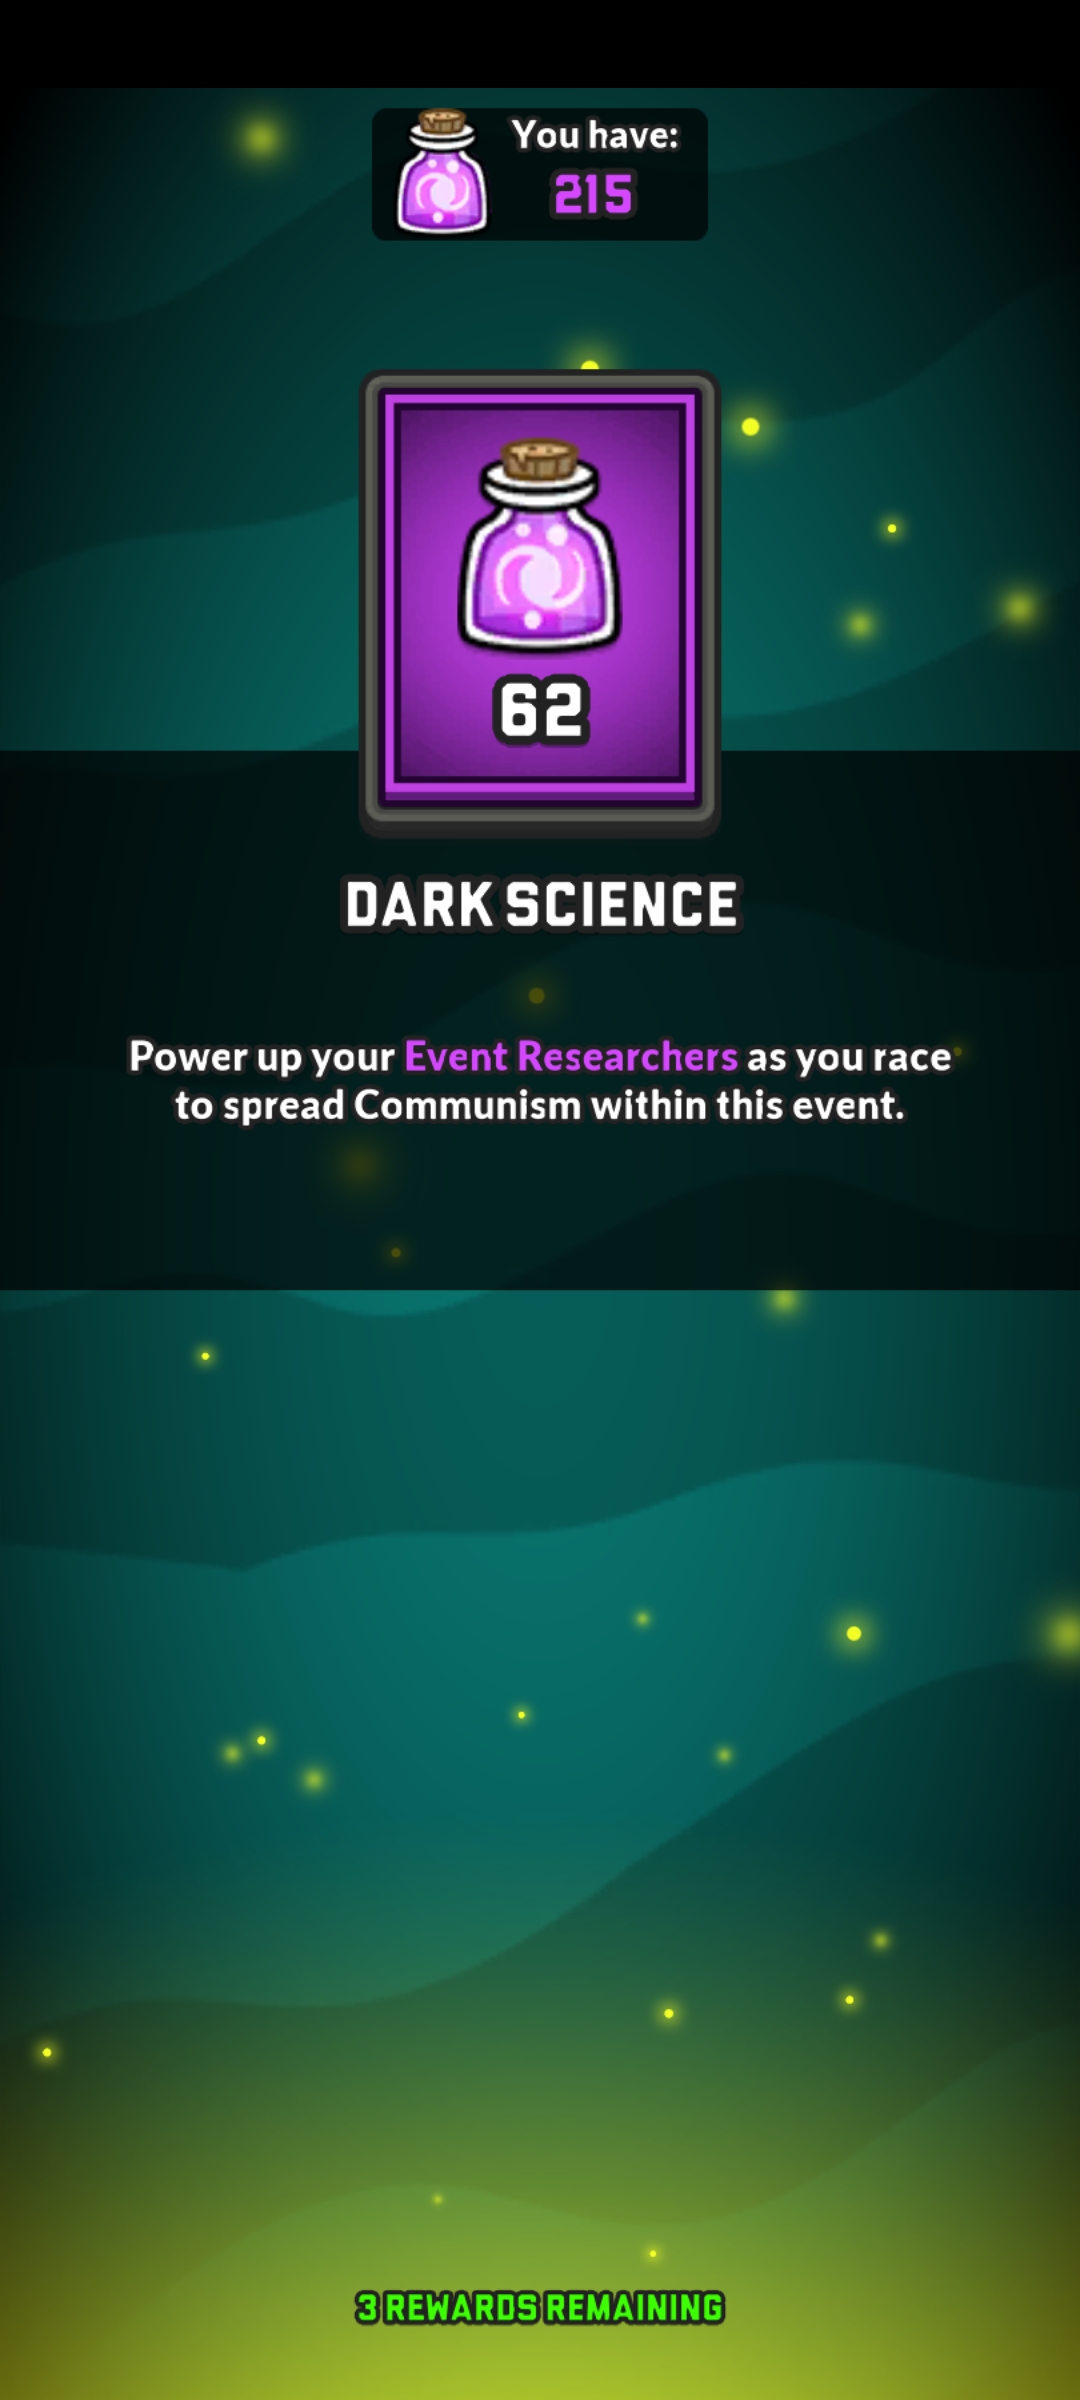 You have:
215
62
DARK SCIENCE
Power up your Event Researchers as you race
to spread Communism within this event.
3 REWARDS REMAINING